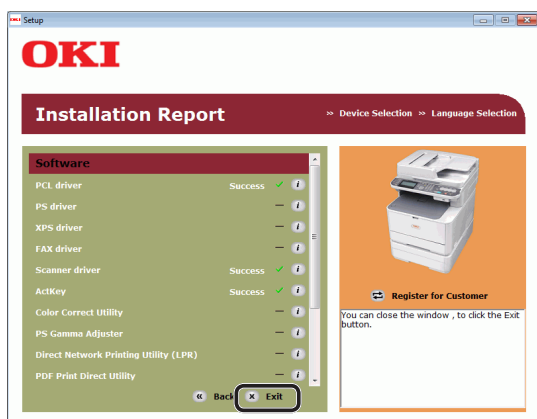 Setup
OKI
Installation Report
» Device Selection » Language Selection
Software
PCL driver Success
PS driver
XPS driver
FAX driver
Scanner driver Success
ActKey Success
Color Correct Utility
PS Gamma Adjuster
Direct Network Printing Utility (LPR)
PDF Print Direct Utility
Register for Customer
You can close the window , to click the Exit
button.
Back
Exit